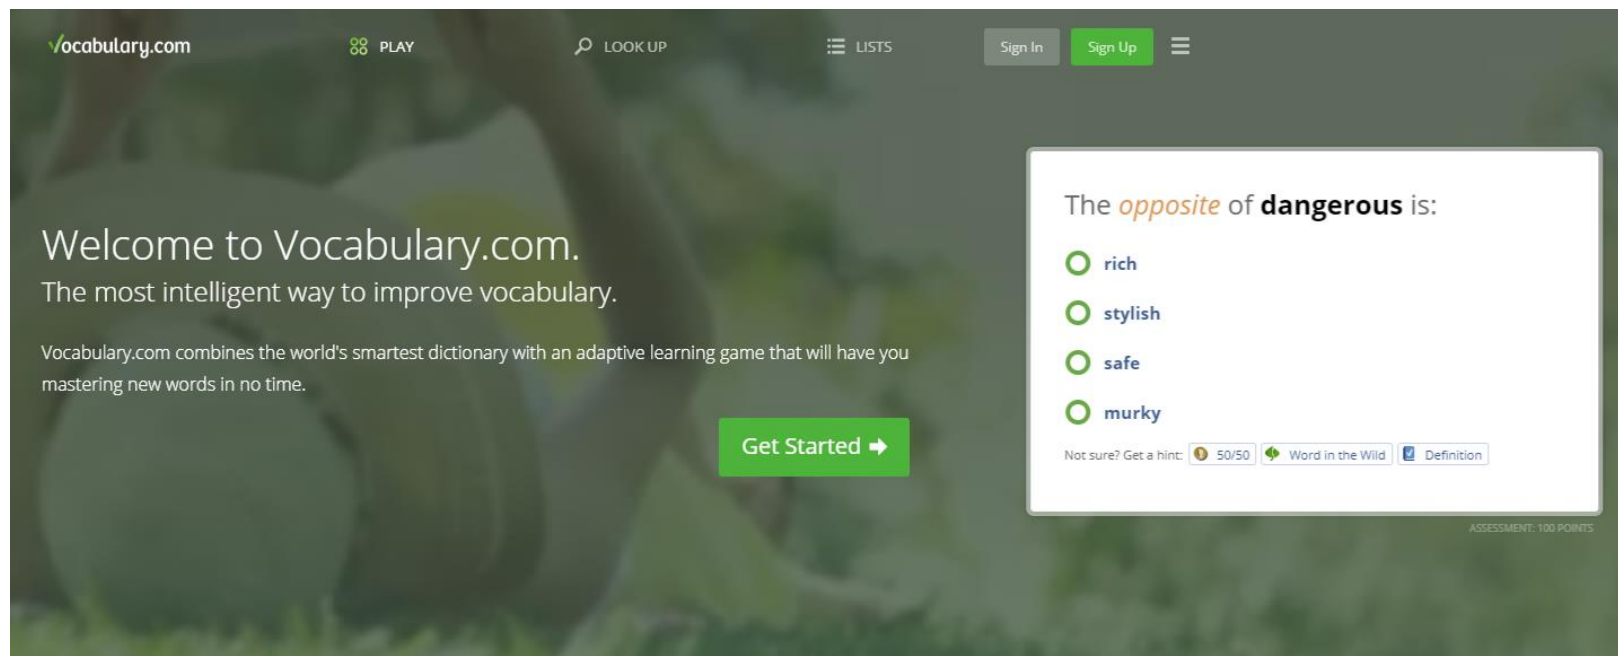 Vocabulary.com
PLAY
LOOK UP
LISTS
Sign In
Sign Up
Welcome to Vocabulary.com.
The most intelligent way to improve vocabulary.
Vocabulary.com combines the world's smartest dictionary with an adaptive learning game that will have you
mastering new words in no time.
Get Started
The opposite of dangerous is:
rich
stylish
safe
murky
Not sure? Get a hint: 50/50 Word in the Wild Definition
ASSESSMENT: 100 POINTS